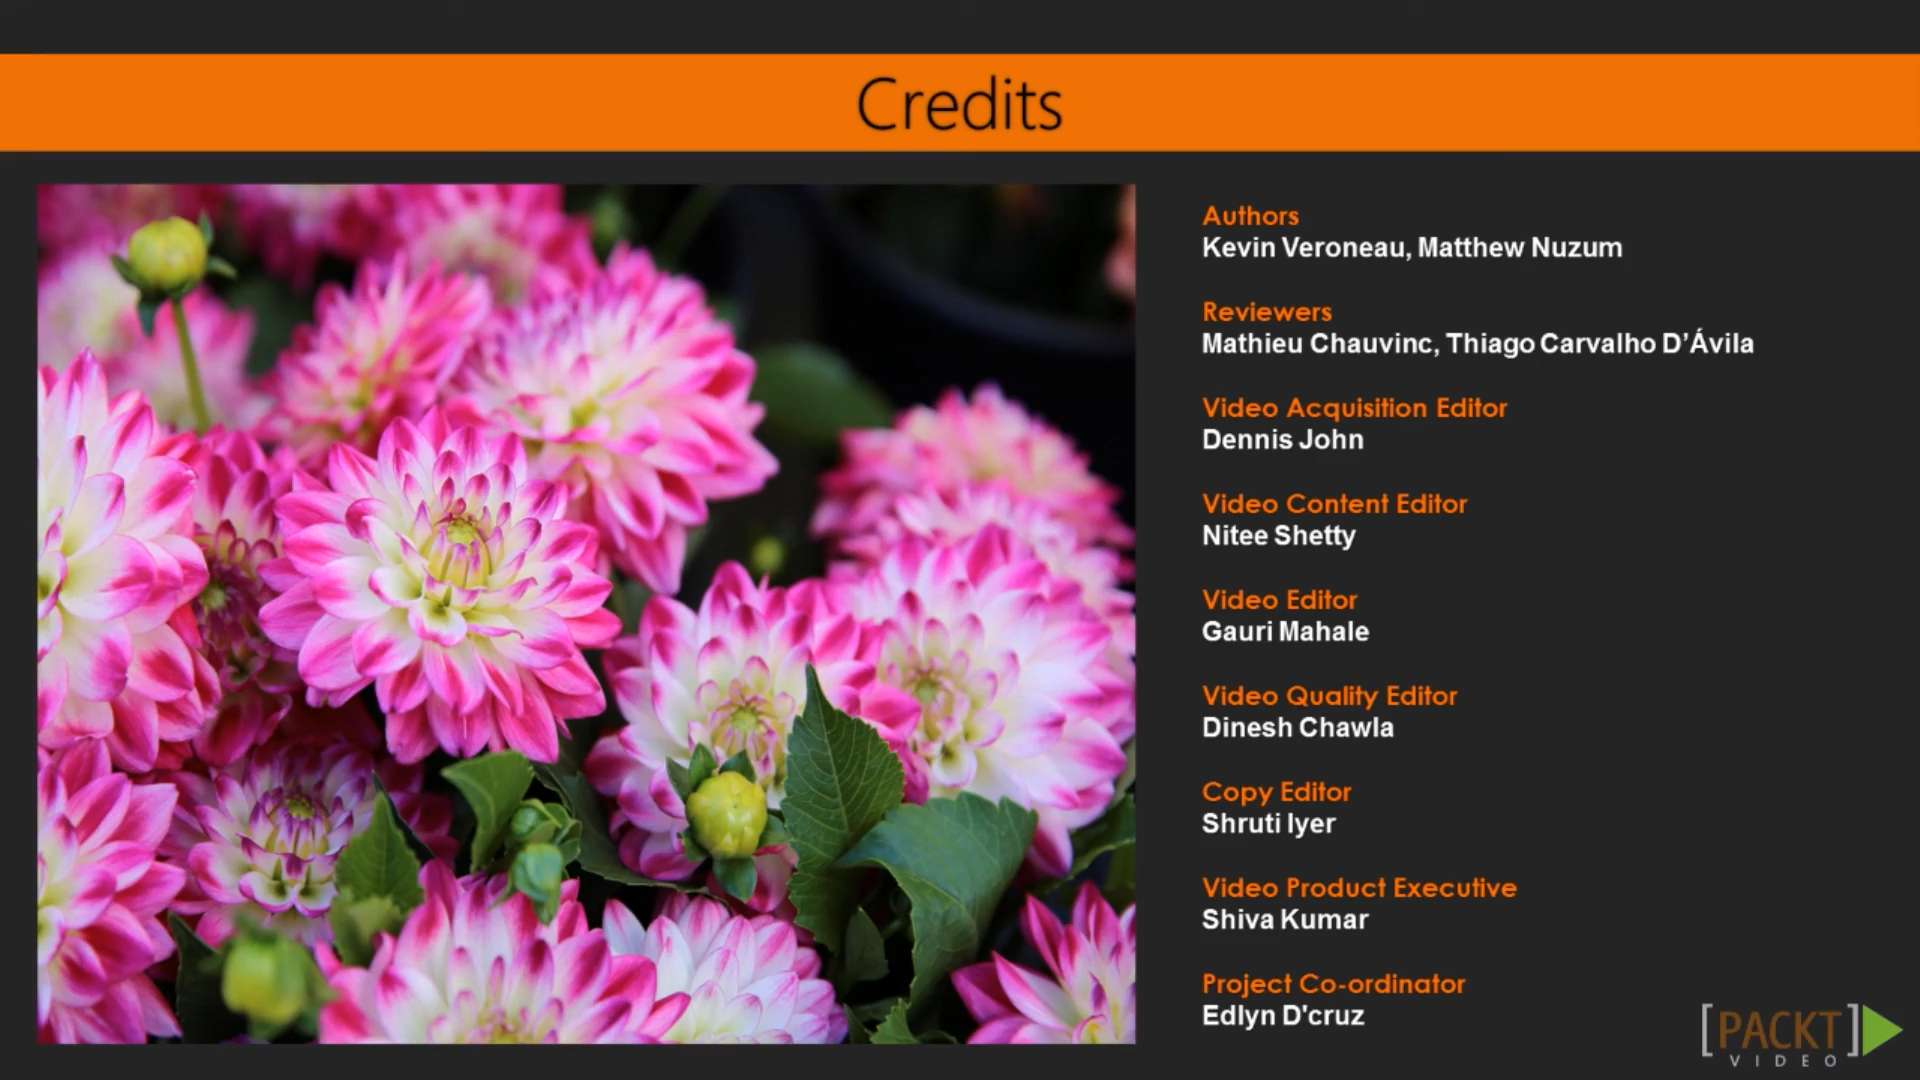 Credits
Authors
Kevin Veroneau, Matthew Nuzum
Reviewers
Mathieu Chauvinc, Thiago Carvalho D’Ávila
Video Acquisition Editor
Dennis John
Video Content Editor
Nitee Shetty
Video Editor
Gauri Mahale
Video Quality Editor
Dinesh Chawla
Copy Editor
Shruti Iyer
Video Product Executive
Shiva Kumar
Project Co-ordinator
Edlyn D'cruz
[PACKT]
VIDEO